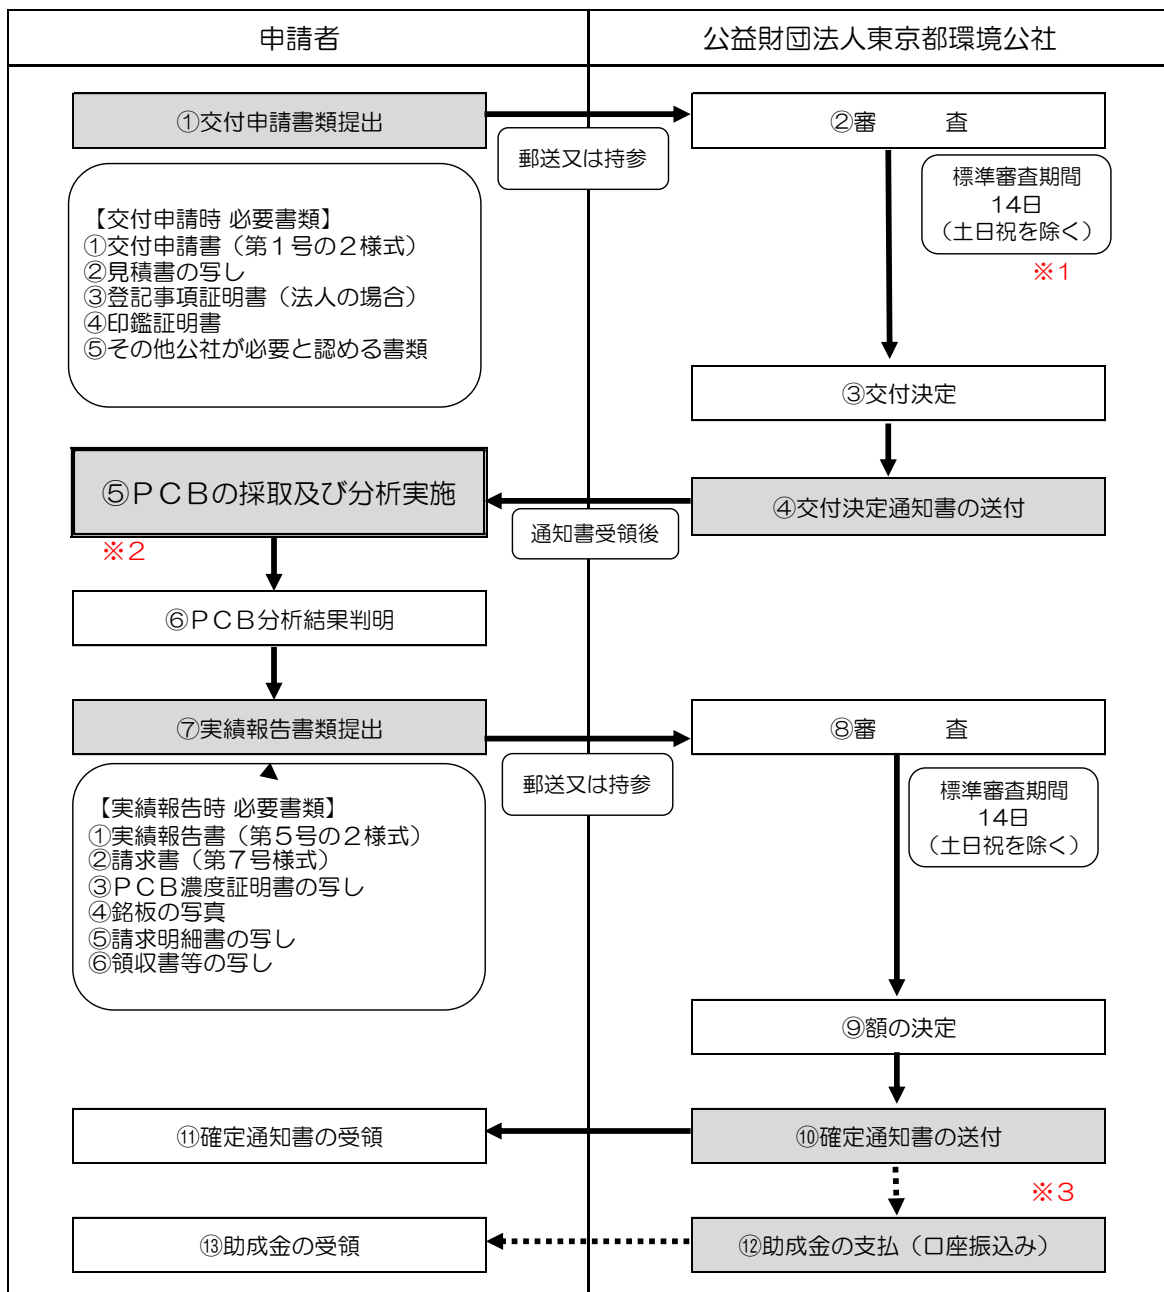 申請者
公益財団法人東京都環境公社
①交付申請書類提出
郵送又は持参
②審　　　査
標準審査期間
14日
（土日祝を除く）
※1
【交付申請時 必要書類】
①交付申請書（第１号の２様式）
②見積書の写し
③登記事項証明書（法人の場合）
④印鑑証明書
⑤その他公社が必要と認める書類
③交付決定
④交付決定通知書の送付
通知書受領後
⑤ＰＣＢの採取及び分析実施
※２
⑥ＰＣＢ分析結果判明
⑦実績報告書類提出
郵送又は持参
⑧審　　　査
標準審査期間
14日
（土日祝を除く）
【実績報告時 必要書類】
①実績報告書（第５号の２様式）
②請求書（第７号様式）
③ＰＣＢ濃度証明書の写し
④銘板の写真
⑤請求明細書の写し
⑥領収書等の写し
⑨額の決定
⑩確定通知書の送付
⑪確定通知書の受領
※３
⑫助成金の支払（口座振込み）
⑬助成金の受領